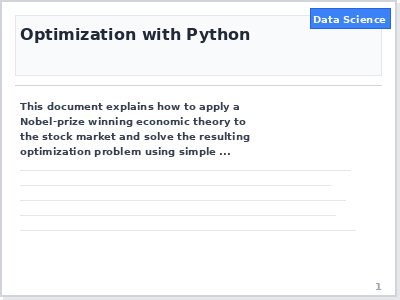 Data Science
Optimization with Python
This document explains how to apply a
Nobel-prize winning economic theory to
the stock market and solve the resulting
optimization problem using simple ...
1